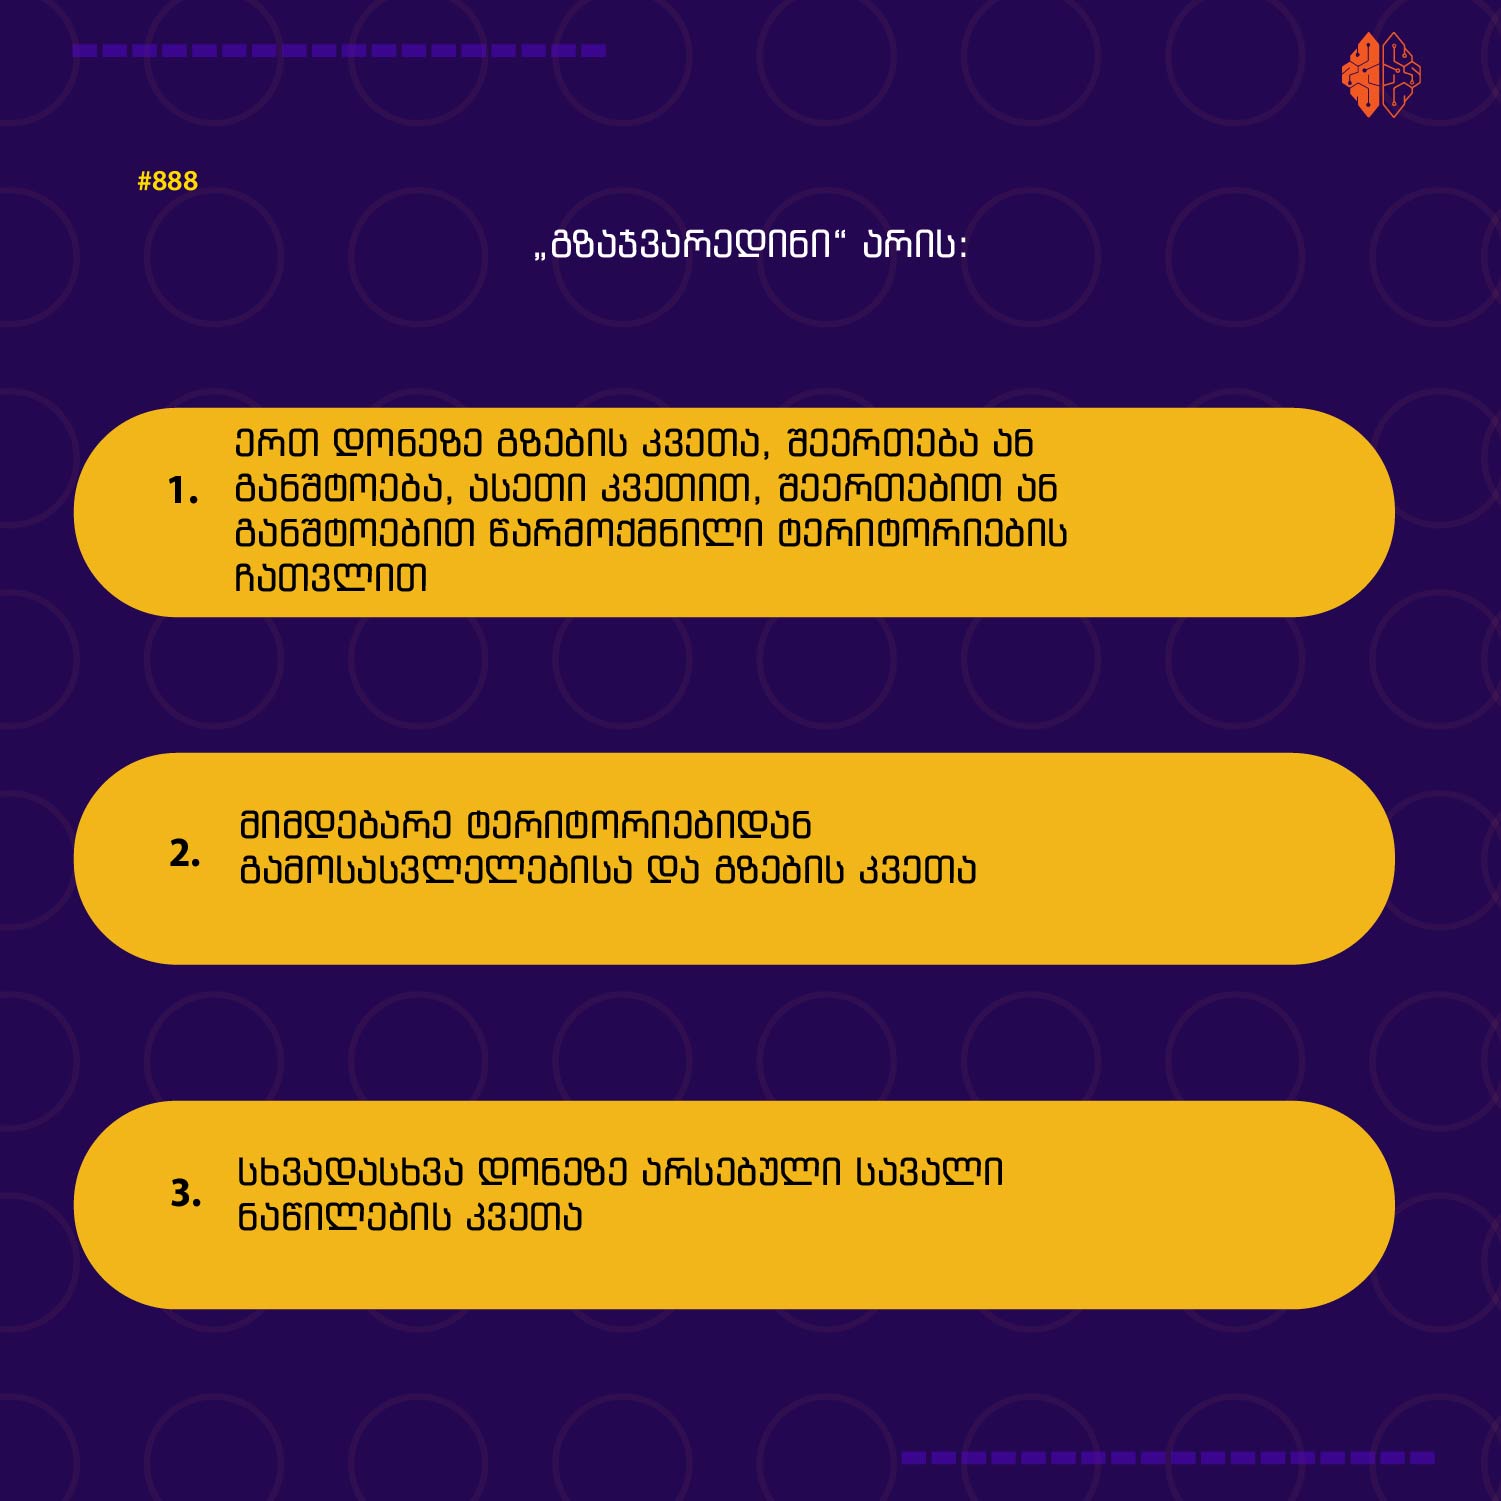 #888
„გზაჯვარედინი“ არის:
1. ერთ დონეზე გზების კვეთა, შეერთება ან
განშტოება, ასეთი კვეთით, შეერთებით ან
განშტოებით წარმოქმნილი ტერიტორიების
ჩათვლით
2. მიმდებარე ტერიტორიებიდან
გამოსასვლელებისა და გზების კვეთა
3. სხვადასხვა დონეზე არსებული სავალი
ნაწილების კვეთა